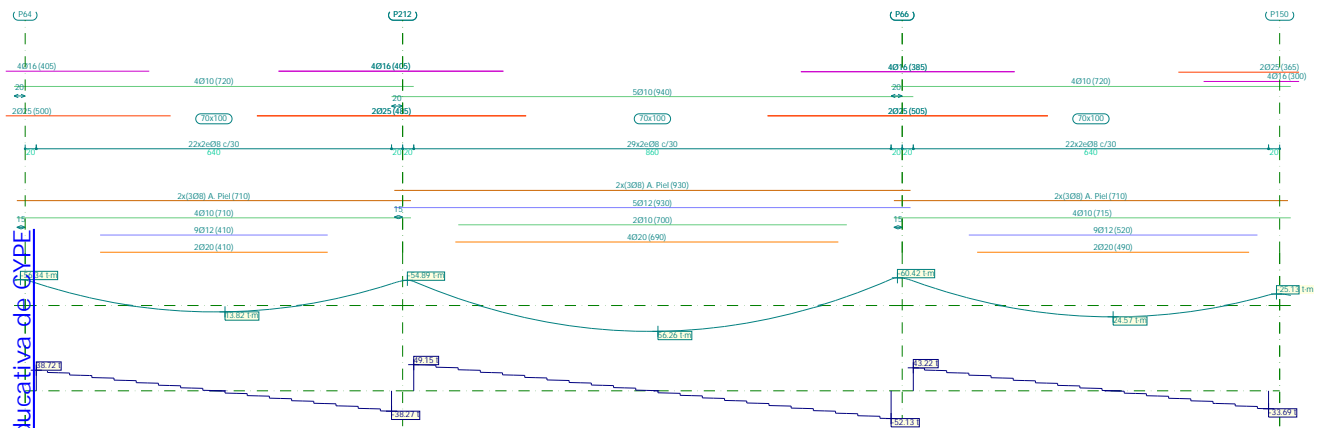 P64 P212 P66 P150
4Ø16 (405) 4Ø16 (405) 4Ø16 (385) 2Ø25 (365)
4Ø16 (300)
4Ø10 (720) 4Ø10 (720)
20 20
5Ø10 (940)
20
2Ø25 (500) 2Ø25 (485) 2Ø25 (505)
70x100 70x100 70x100
22x2eØ8 c/30 29x2eØ8 c/30 22x2eØ8 c/30
20 640 20 20 860 20 20 640 20
2x(3Ø8) A. Piel (930)
2x(3Ø8) A. Piel (710) 2x(3Ø8) A. Piel (710)
5Ø12 (930)
15 4Ø10 (710) 15 15 4Ø10 (715)
2Ø10 (700)
9Ø12 (410) 9Ø12 (520)
4Ø20 (690)
2Ø20 (410) 2Ø20 (490)
-54.89 t·m -60.42 t·m
-25.13 t·m
13.82 t·m 56.26 t·m 24.57 t·m
38.72 t 49.15 t 43.22 t
-38.27 t -52.13 t -33.69 t
ducativa de CYPE